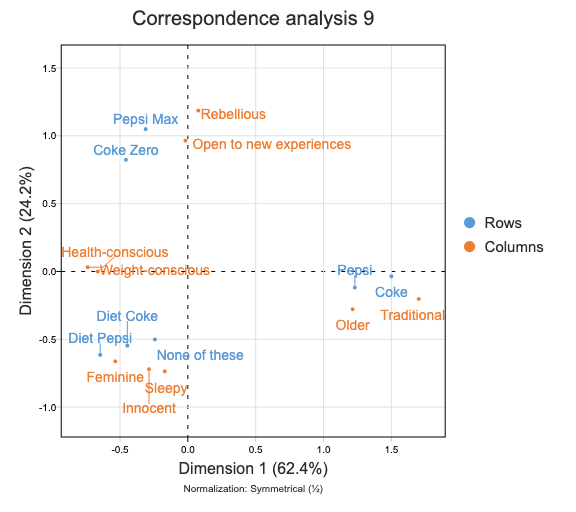 Correspondence analysis 9
1.5
Pepsi Max
Rebellious
1.0
Open to new experiences
Coke Zero
0.5
Health-conscious
Weight-conscious
0.0
Pepsi
Coke
Traditional
Older
Diet Coke
-0.5
Diet Pepsi
None of these
Feminine
Sleepy
Innocent
-1.0
-0.5 0.0 0.5 1.0 1.5
Dimension 1 (62.4%)
Normalization: Symmetrical (½)
Dimension 2 (24.2%)
Rows
Columns